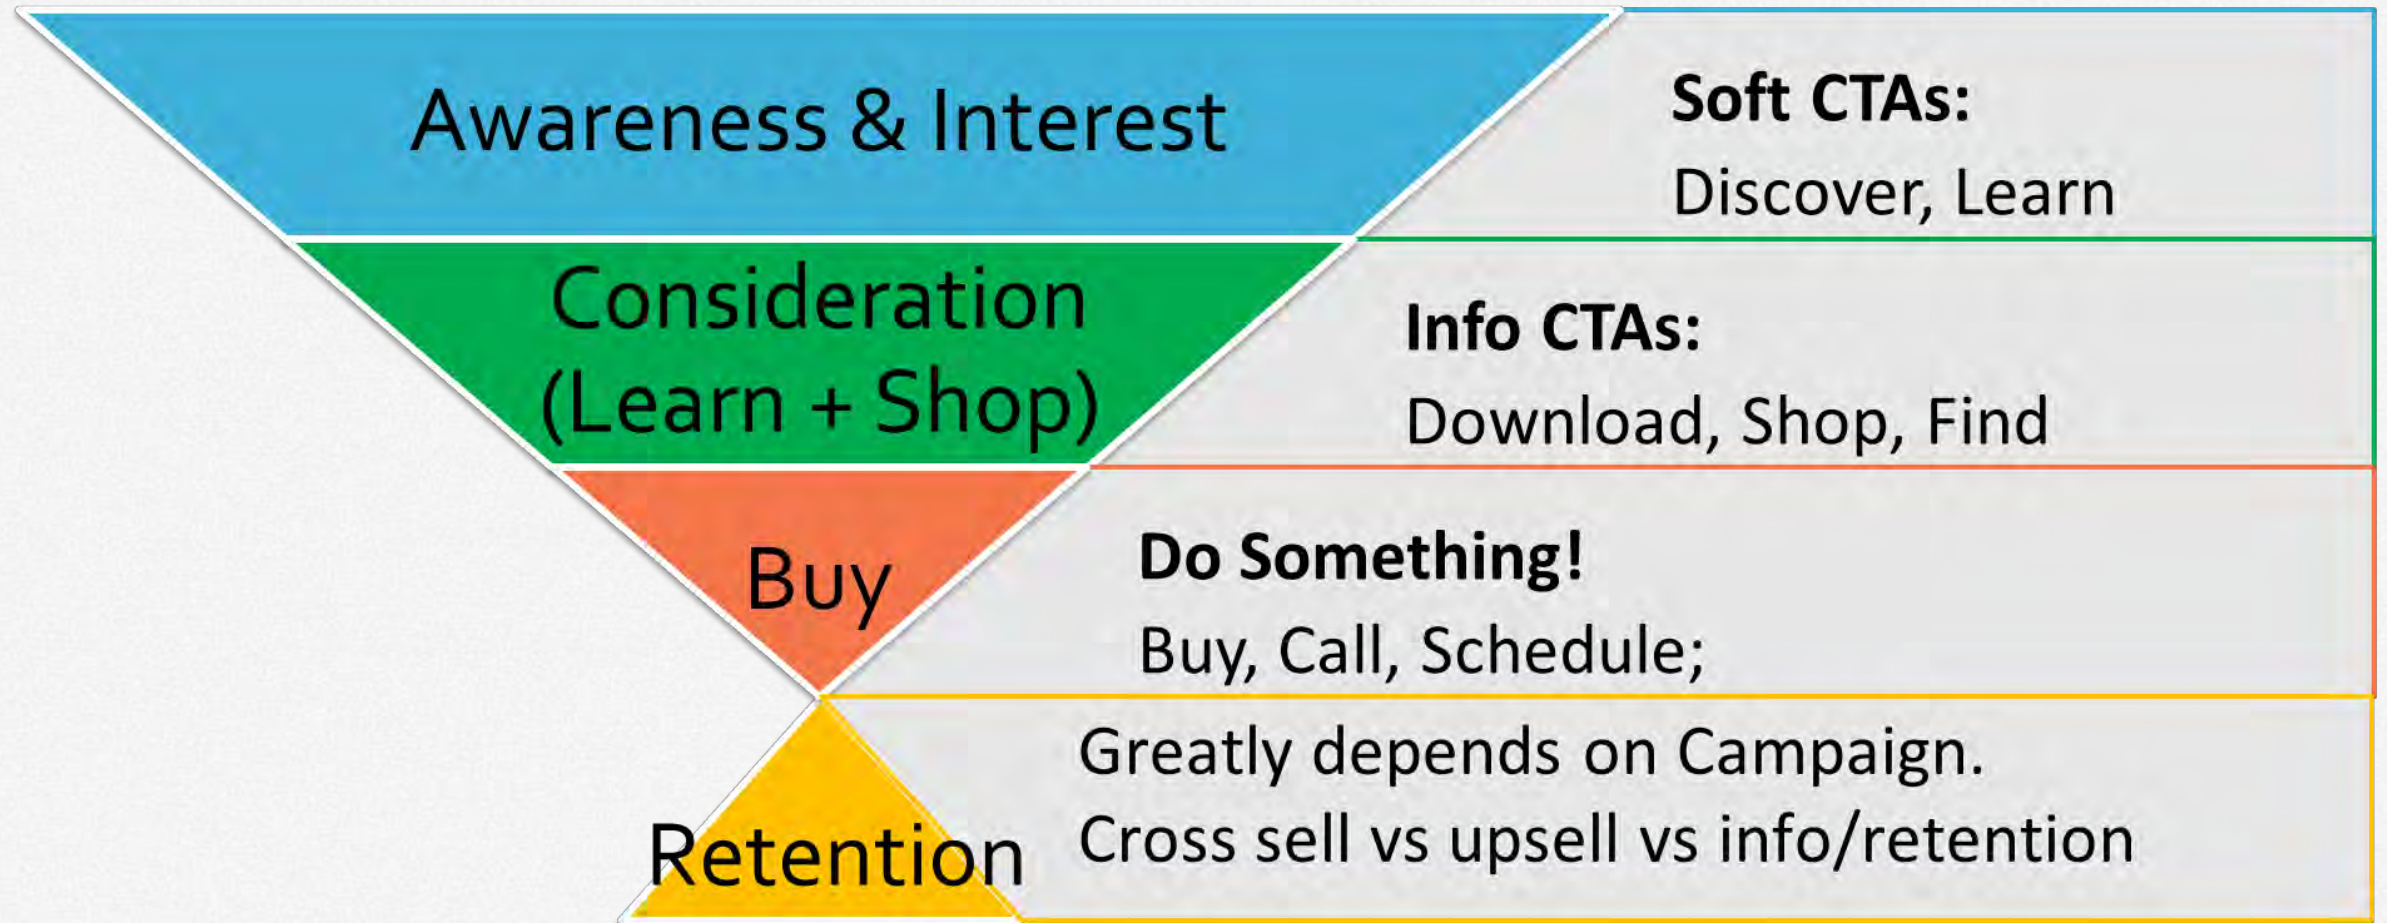 Awareness & Interest
Soft CTAs:
Discover, Learn
Consideration
(Learn + Shop)
Info CTAs:
Download, Shop, Find
Buy
Do Something!
Buy, Call, Schedule;
Retention
Greatly depends on Campaign.
Cross sell vs upsell vs info/retention